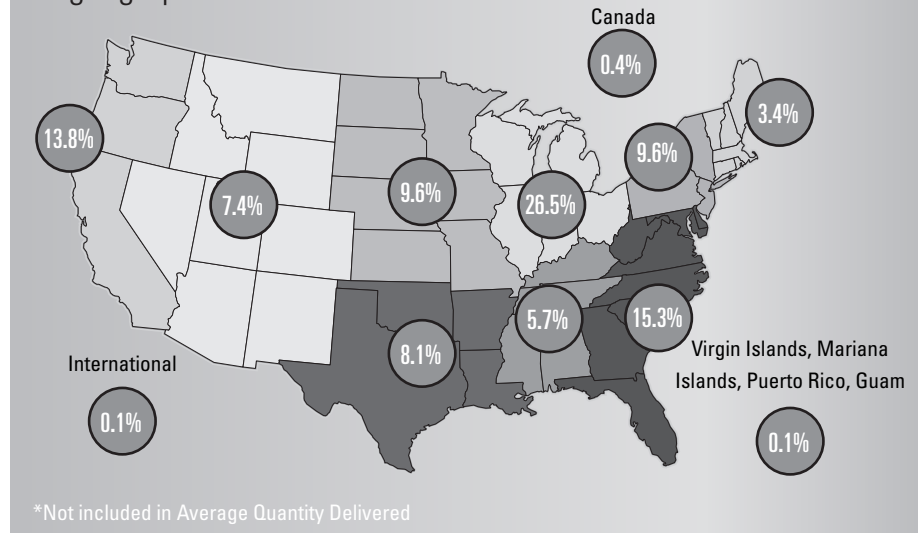 Canada
0.4%
3.4%
13.8%
9.6%
9.6%
7.4%
26.5%
5.7%
15.3%
8.1%
Virgin Islands, Mariana
Islands, Puerto Rico, Guam
0.1%
International
0.1%
*Not included in Average Quantity Delivered